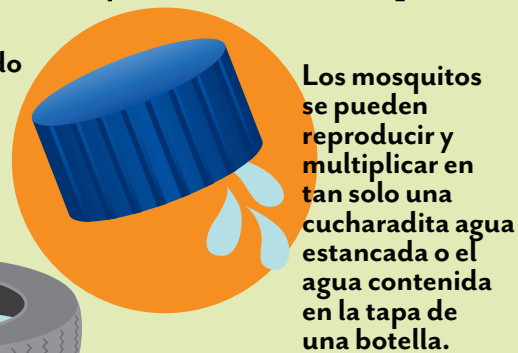 do
Los mosquitos
se pueden
reproducir y
multiplicar en
tan solo una
cucharadita agua
estancada o el
agua contenida
en la tapa de
una botella.